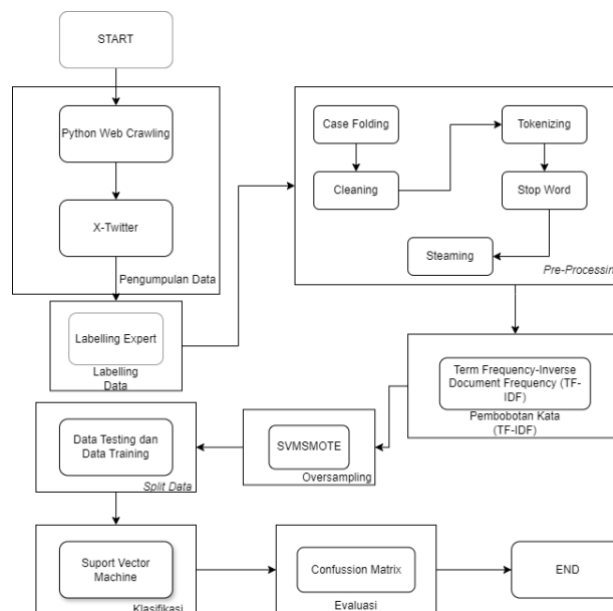 START
Python Web Crawling
X-Twitter
Pengumpulan Data
Labelling Expert
Labelling
Data
Case Folding
Cleaning
Tokenizing
Stop Word
Steaming
Pre-Processin
Term Frequency-Inverse
Document Frequency (TF-
IDF)
Pembobotan Kata
(TF-IDF)
SVMSMOTE
Oversampling
Data Testing dan
Data Training
Split Data
Suport Vector
Machine
Klasifikasi
Confussion Matrix
Evaluasi
END